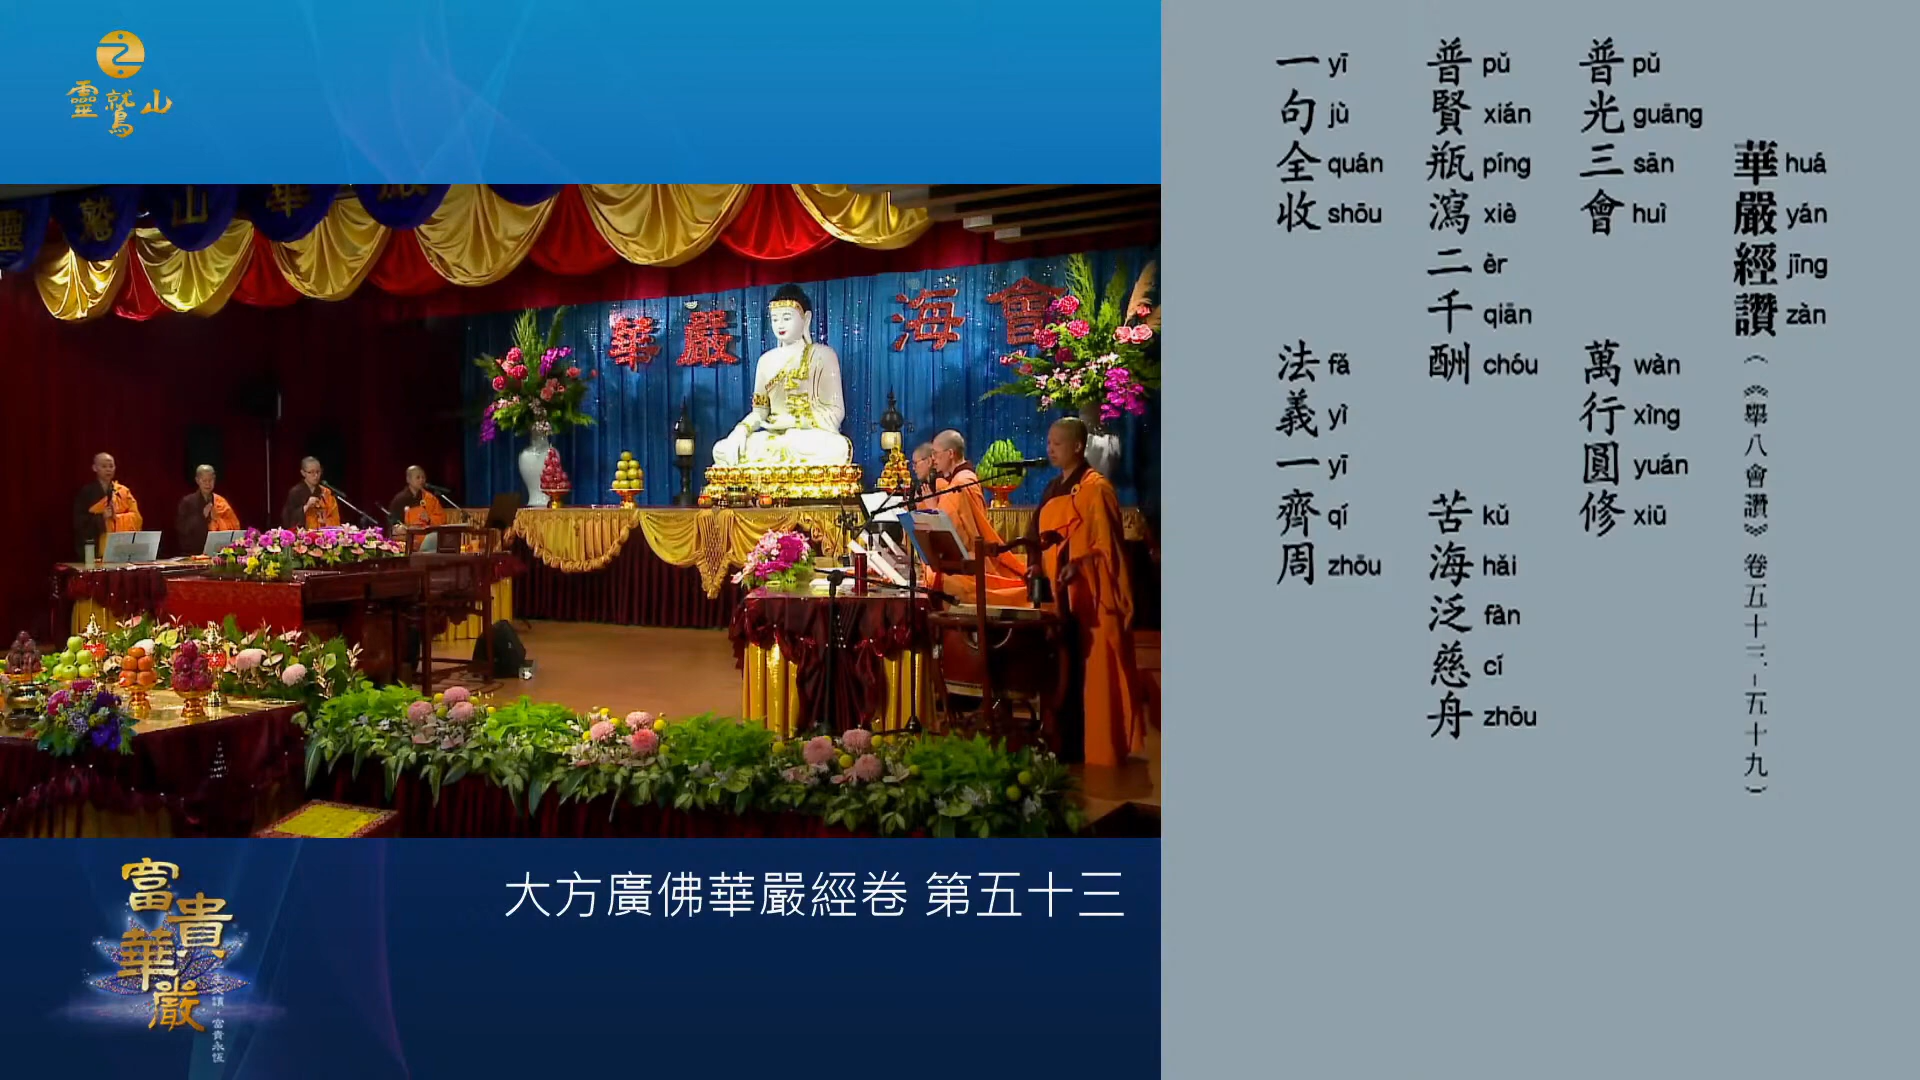 靈鷲山
靈鷲山華嚴
華嚴海會
富貴華嚴
大方廣佛華嚴經卷 第五十三
華嚴經讚（《舉八會讚》卷五十三-五十九）
huá yán jīng zàn
普光三會 萬行圓修
pǔ guāng sān huì wàn xìng yuán xiū
普賢瓶瀉二千酬 苦海泛慈舟
pǔ xián píng xiè èr qiān chóu kǔ hǎi fàn cí zhōu
一句全收 法義一齊周
yī jù quán shōu fǎ yì yī qí zhōu